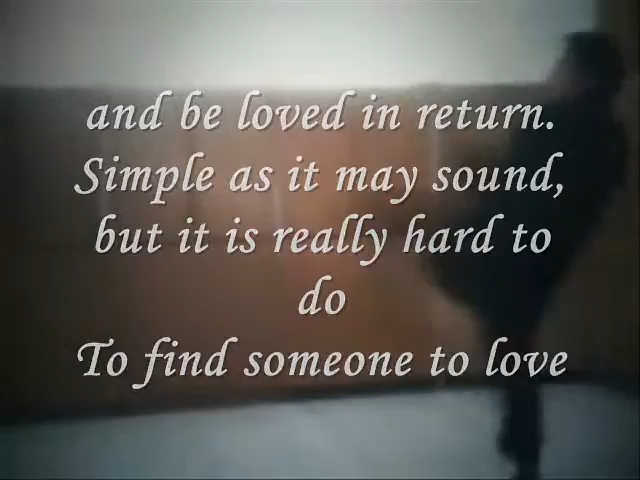 and be loved in return.
Simple as it may sound,
but it is really hard to
do
To find someone to love